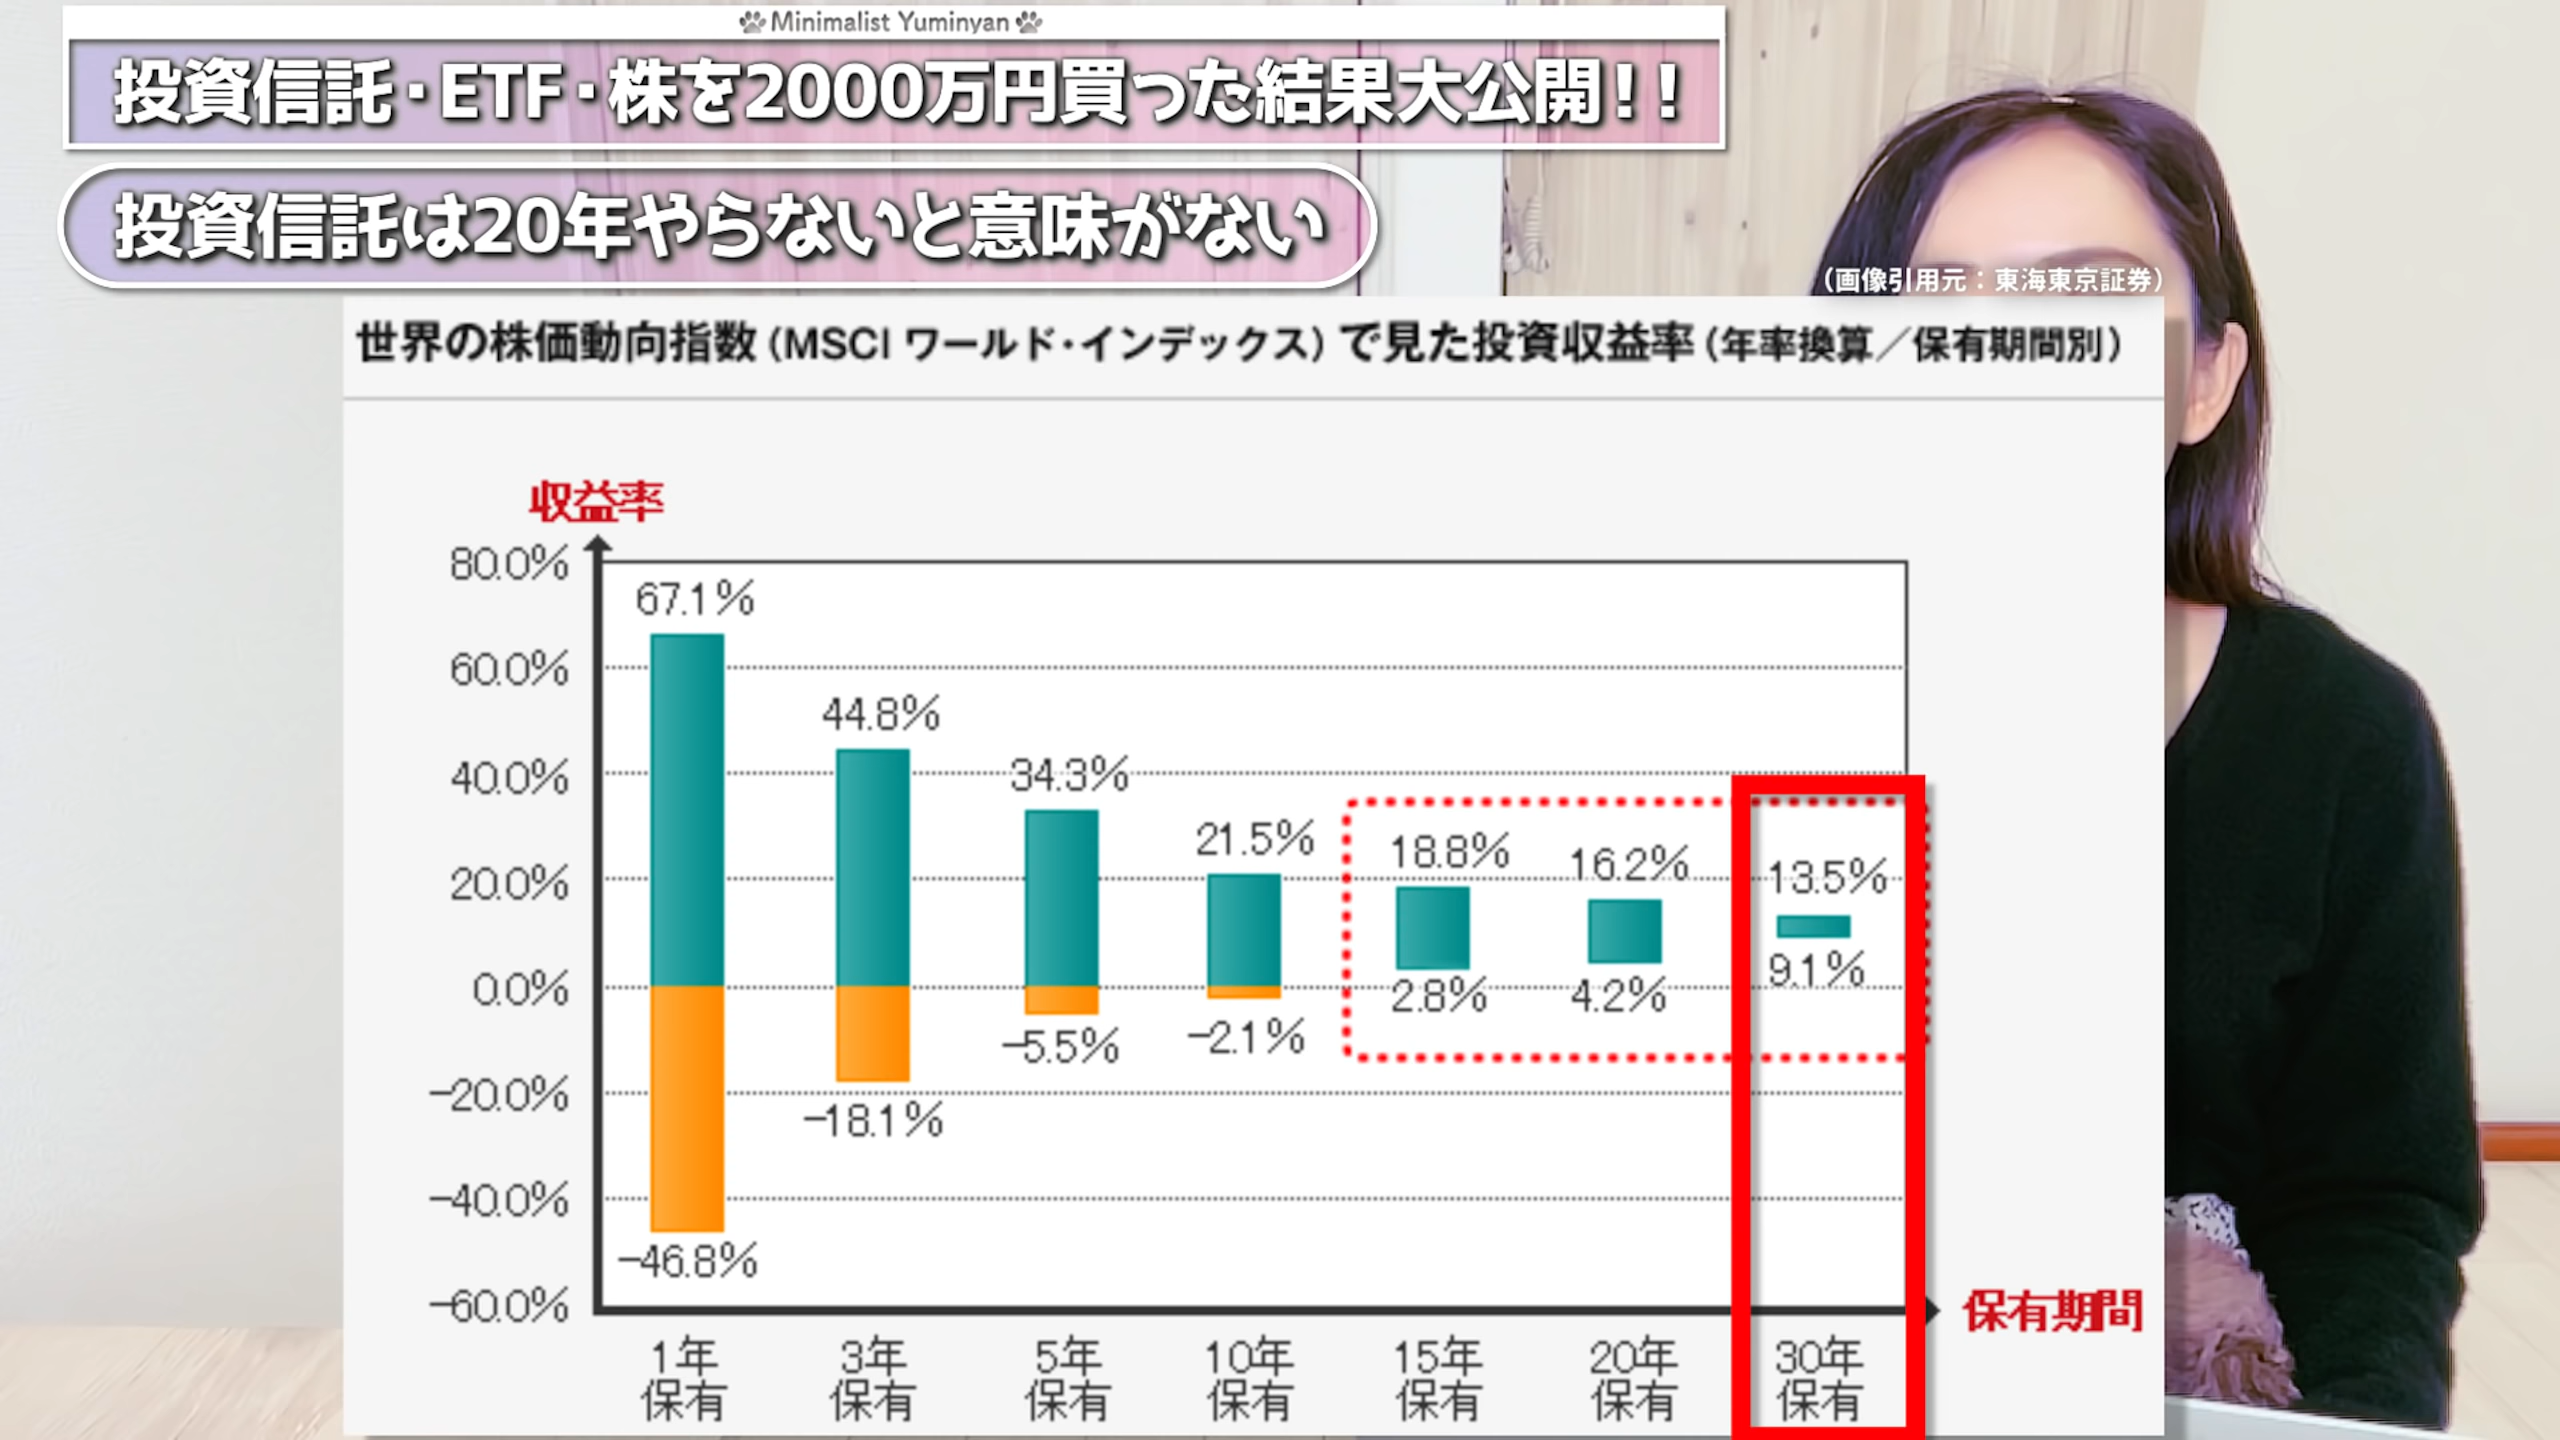 Minimalist Yuminyan
投資信託・ETF・株を2000万円買った結果大公開!!
投資信託は20年やらないと意味がない
(画像引用元：東海東京証券)
世界の株価動向指数(MSCI ワールド・インデックス)で見た投資収益率(年率換算／保有期間別)
収益率
80.0%
60.0%
40.0%
20.0%
0.0%
-20.0%
-40.0%
-60.0%
67.1%
44.8%
34.3%
21.5%
18.8%
16.2%
13.5%
-46.8%
-18.1%
-5.5%
-2.1%
2.8%
4.2%
9.1%
1年
保有
3年
保有
5年
保有
10年
保有
15年
保有
20年
保有
30年
保有
保有期間